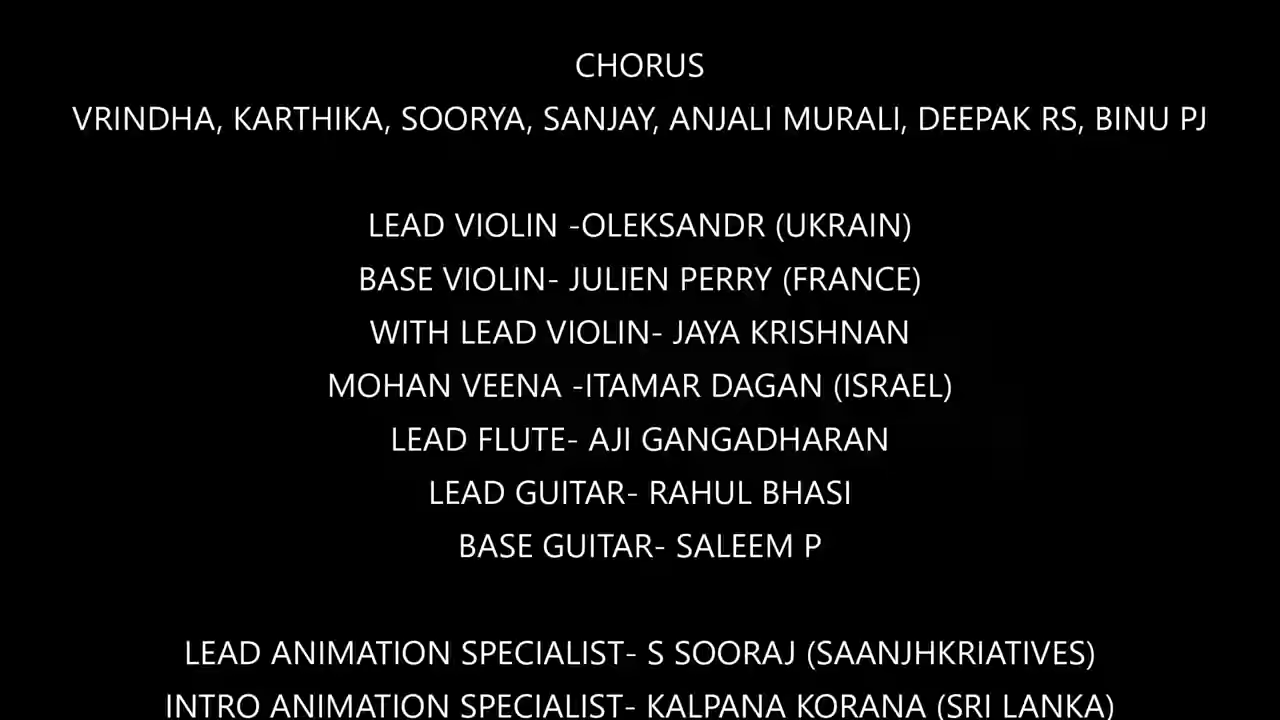 CHORUS
VRINDHA, KARTHIKA, SOORYA, SANJAY, ANJALI MURALI, DEEPAK RS, BINU PJ
LEAD VIOLIN -OLEKSANDR (UKRAIN)
BASE VIOLIN- JULIEN PERRY (FRANCE)
WITH LEAD VIOLIN- JAYA KRISHNAN
MOHAN VEENA -ITAMAR DAGAN (ISRAEL)
LEAD FLUTE- AJI GANGADHARAN
LEAD GUITAR- RAHUL BHASI
BASE GUITAR- SALEEM P
LEAD ANIMATION SPECIALIST- S SOORAJ (SAANJHKRIATIVES)
INTRO ANIMATION SPECIALIST- KALPANA KORANA (SRI LANKA)